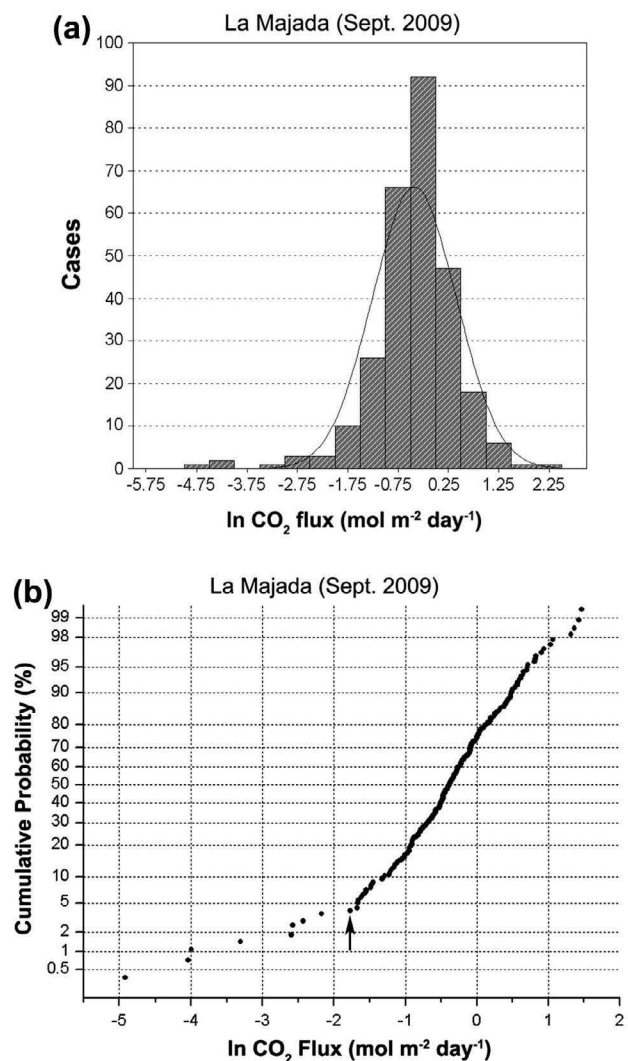 (a)
La Majada (Sept. 2009)
100
90
80
70
60
50
40
30
20
10
0
Cases
-5.75 -4.75 -3.75 -2.75 -1.75 -0.75 0.25 1.25 2.25
ln CO₂ flux (mol m⁻² day⁻¹)
(b)
La Majada (Sept. 2009)
99
98
95
90
80
70
60
50
40
30
20
10
5
2
1
0.5
Cumulative Probability (%)
-5 -4 -3 -2 -1 0 1 2
ln CO₂ Flux (mol m⁻² day⁻¹)